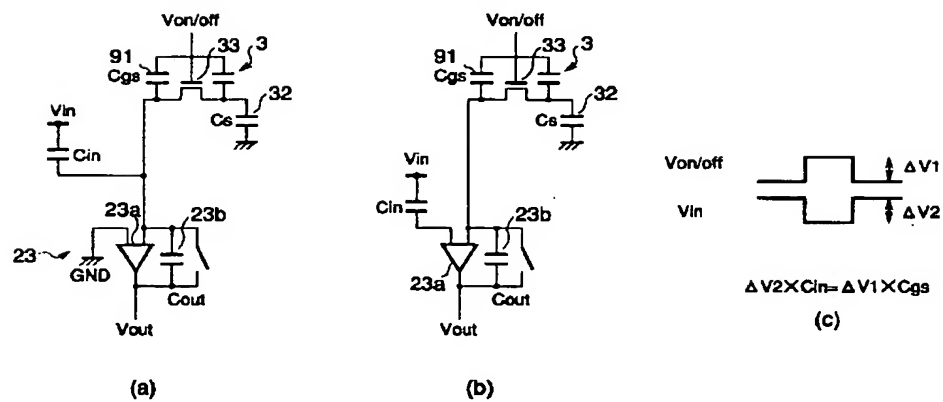 Von/off
91
33
3
Cgs
32
Cs
Vin
Cin
23a
23b
23
GND
Cout
Vout
(a)
Von/off
91
33
3
Cgs
32
Cs
Vin
Cin
23b
23a
Cout
Vout
(b)
Von/off
ΔV1
Vin
ΔV2
ΔV2×Cin=ΔV1×Cgs
(c)